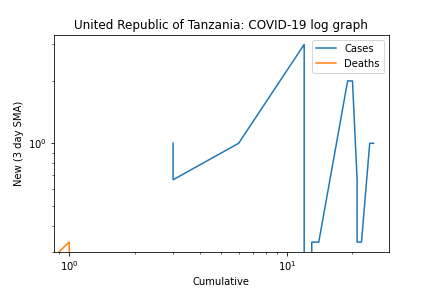 United Republic of Tanzania: COVID-19 log graph
Cases
Deaths
New (3 day SMA)
10⁰
10⁰ 10¹
Cumulative